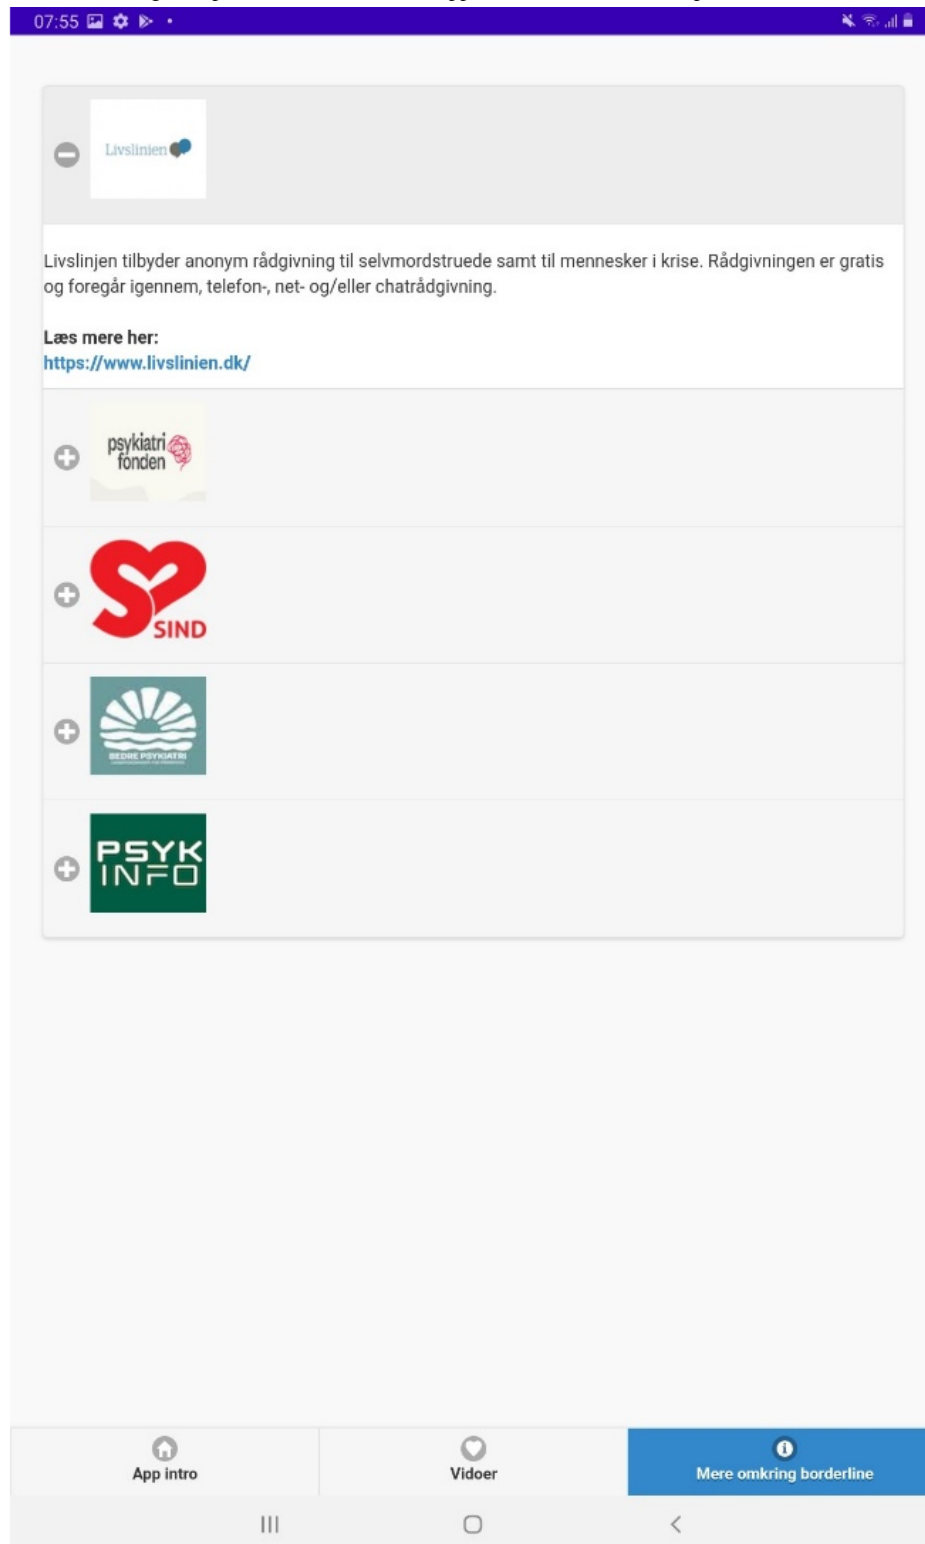 07:55
Livslinien
Livslinjen tilbyder anonym rådgivning til selvmordstruede samt til mennesker i krise. Rådgivningen er gratis
og foregår igennem, telefon-, net- og/eller chatrådgivning.
Læs mere her:
https://www.livslinien.dk/
psykiatri
fonden
SIND
BEDRE PSYKIATRI
PSYK
INFO
App intro
Vidoer
Mere omkring borderline